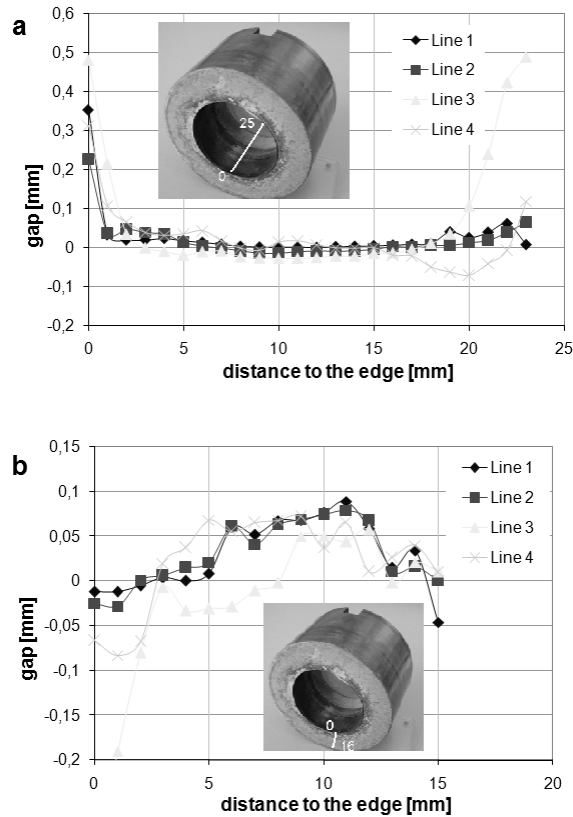 a
0,6
0,5
0,4
0,3
0,2
0,1
0
-0,1
-0,2
gap [mm]
25
0
Line 1
Line 2
Line 3
Line 4
0 5 10 15 20 25
distance to the edge [mm]
b
0,15
0,1
0,05
0
-0,05
-0,1
-0,15
-0,2
gap [mm]
Line 1
Line 2
Line 3
Line 4
0
16
0 5 10 15 20
distance to the edge [mm]